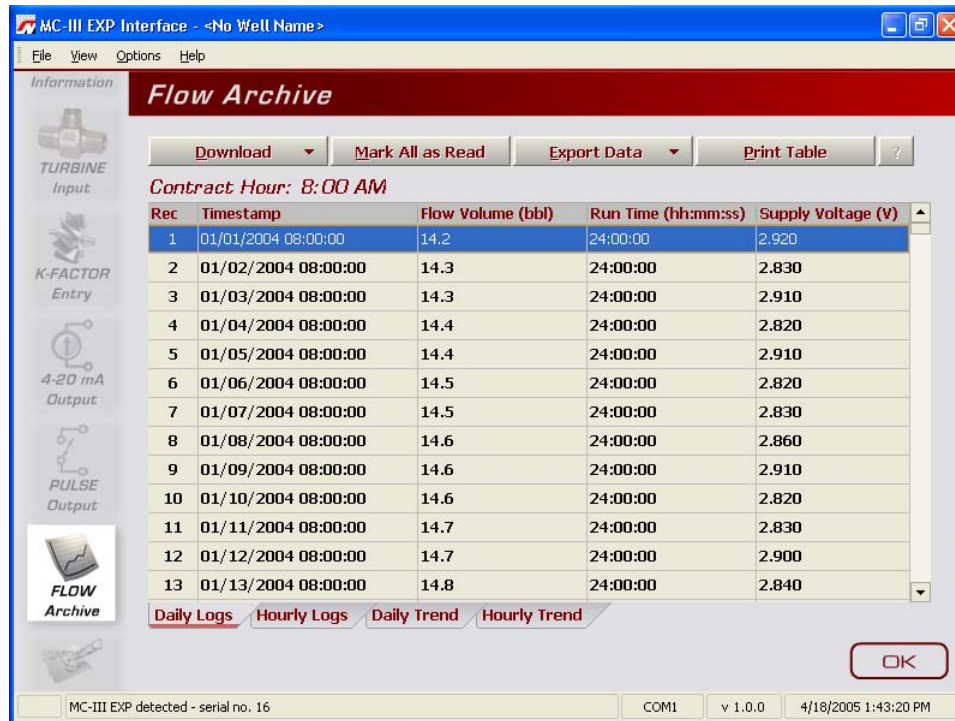 MC-III EXP Interface - <No Well Name>
File View Options Help
Information
Flow Archive
TURBINE
Input
K-FACTOR
Entry
4-20 mA
Output
PULSE
Output
FLOW
Archive
Download Mark All as Read Export Data Print Table ?
Contract Hour: 8:00 AM
Rec Timestamp Flow Volume (bbl) Run Time (hh:mm:ss) Supply Voltage (V)
1 01/01/2004 08:00:00 14.2 24:00:00 2.920
2 01/02/2004 08:00:00 14.3 24:00:00 2.830
3 01/03/2004 08:00:00 14.3 24:00:00 2.910
4 01/04/2004 08:00:00 14.4 24:00:00 2.820
5 01/05/2004 08:00:00 14.4 24:00:00 2.910
6 01/06/2004 08:00:00 14.5 24:00:00 2.820
7 01/07/2004 08:00:00 14.5 24:00:00 2.830
8 01/08/2004 08:00:00 14.6 24:00:00 2.860
9 01/09/2004 08:00:00 14.6 24:00:00 2.910
10 01/10/2004 08:00:00 14.6 24:00:00 2.820
11 01/11/2004 08:00:00 14.7 24:00:00 2.830
12 01/12/2004 08:00:00 14.7 24:00:00 2.900
13 01/13/2004 08:00:00 14.8 24:00:00 2.840
Daily Logs Hourly Logs Daily Trend Hourly Trend
OK
MC-III EXP detected - serial no. 16 COM1 v 1.0.0 4/18/2005 1:43:20 PM